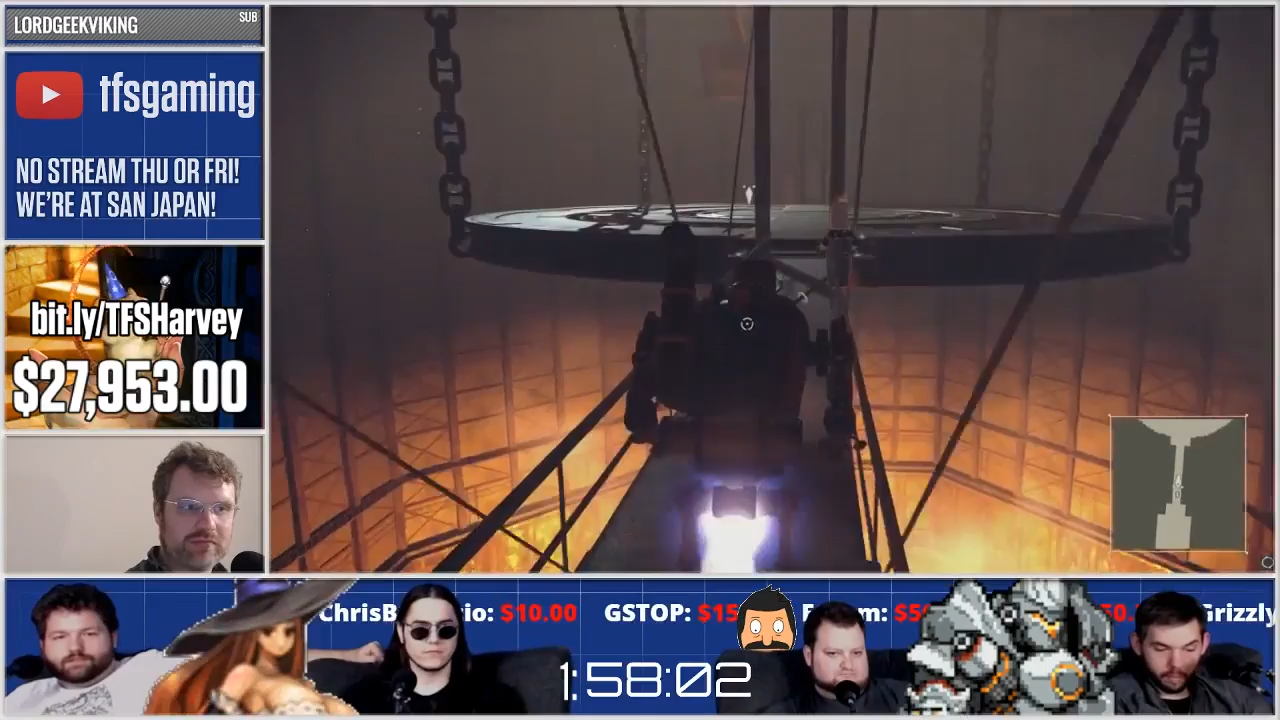 LORDGEEKVIKING
SUB
tfsgaming
NO STREAM THU OR FRI!
WE'RE AT SAN JAPAN!
bit.ly/TFSHarvey
$27,953.00
$10.00 GSTOP:
1:58:02